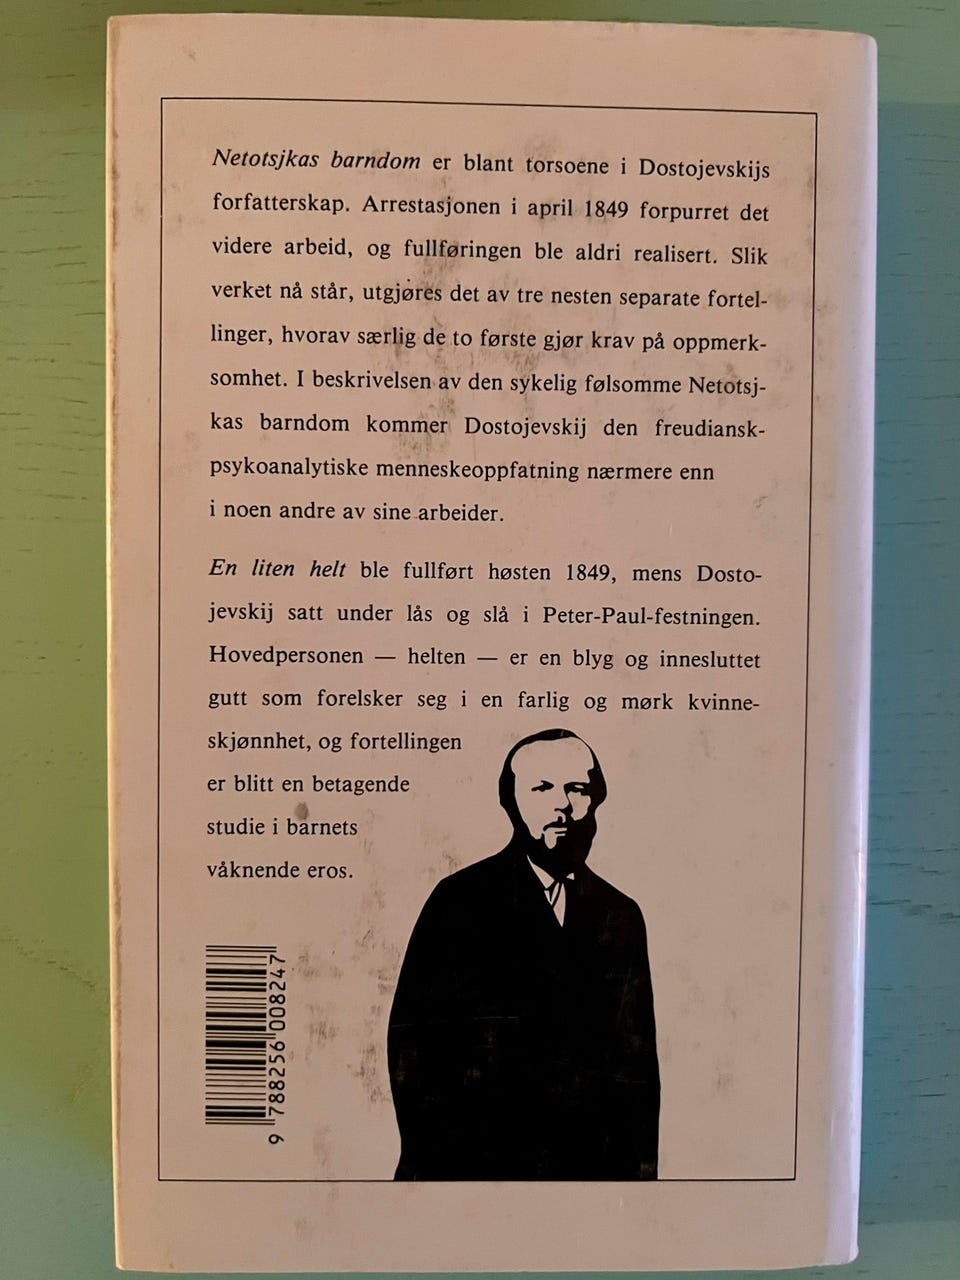 Netotsjkas barndom er blant torsoene i Dostojevskijs
forfatterskap. Arrestasjonen i april 1849 forpurret det
videre arbeid, og fullføringen ble aldri realisert. Slik
verket nå står, utgjøres det av tre nesten separate fortel-
linger, hvorav særlig de to første gjør krav på oppmerk-
somhet. I beskrivelsen av den sykelig følsomme Netotsj-
kas barndom kommer Dostojevskij den freudiansk-
psykoanalytiske menneskeoppfatning nærmere enn
i noen andre av sine arbeider.
En liten helt ble fullført høsten 1849, mens Dosto-
jevskij satt under lås og slå i Peter-Paul-festningen.
Hovedpersonen — helten — er en blyg og innesluttet
gutt som forelsker seg i en farlig og mørk kvinne-
skjønnhet, og fortellingen
er blitt en betagende
studie i barnets
våknende eros.
9 788256 008247